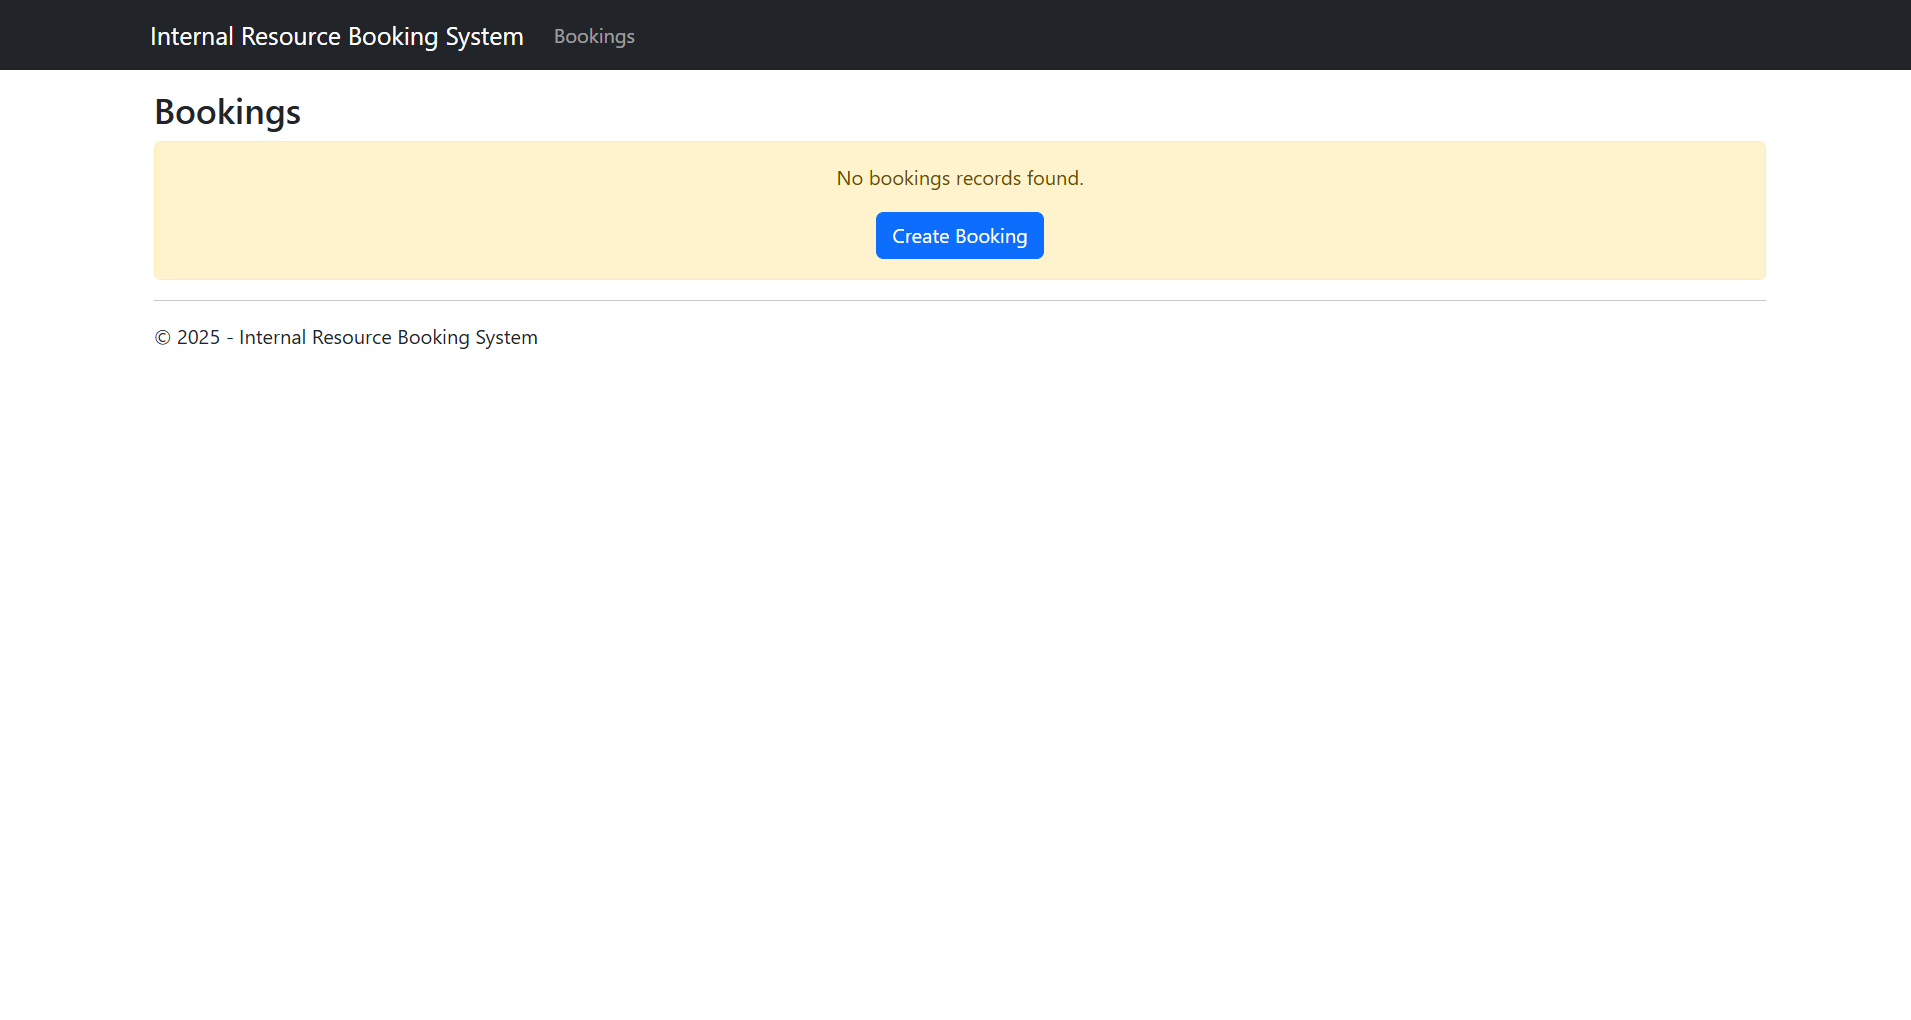 Internal Resource Booking System Bookings
Bookings
No bookings records found.
Create Booking
© 2025 - Internal Resource Booking System